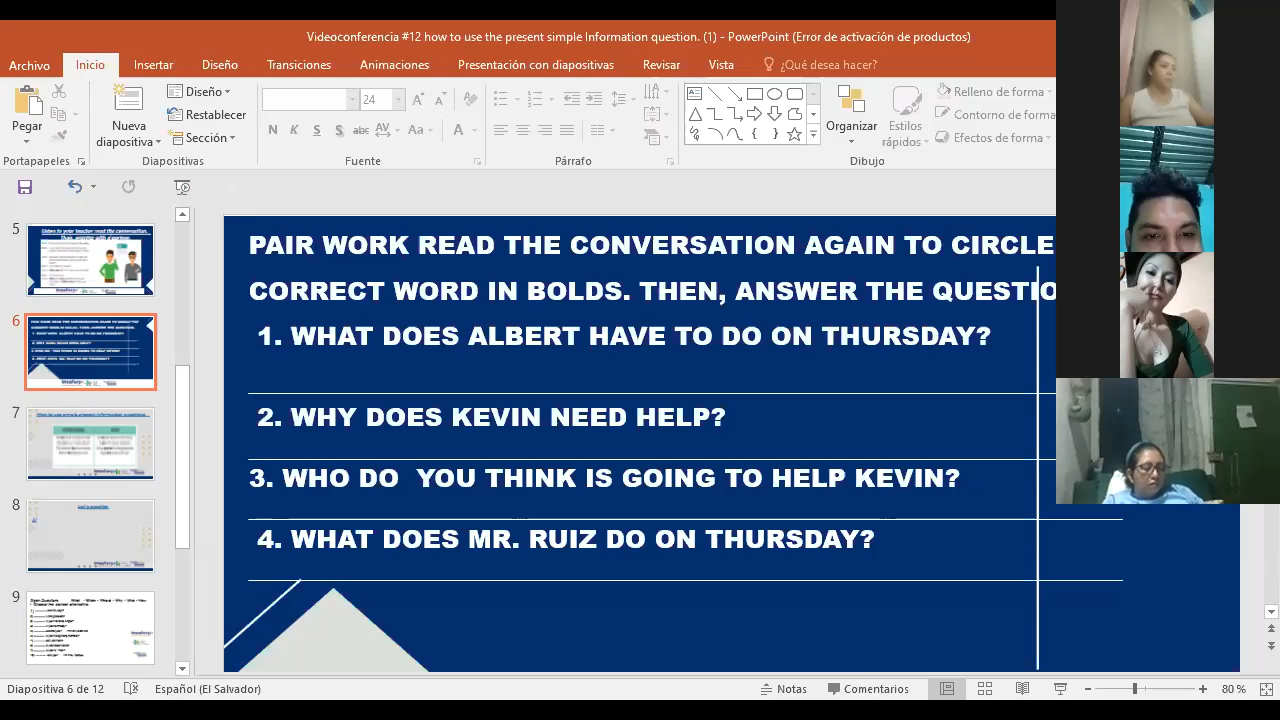 Videoconferencia #12 how to use the present simple Information question. (1) - PowerPoint (Error de activación de productos)
Archivo Inicio Insertar Diseño Transiciones Animaciones Presentación con diapositivas Revisar Vista ¿Qué desea hacer?
Pegar
Portapapeles
Nueva diapositiva
Diseño
Restablecer
Sección
Diapositivas
24
N K S S abc AV Aa A
Fuente
Párrafo
Organizar
Estilos rápidos
Relleno de forma
Contorno de forma
Efectos de forma
Dibujo
5
6
7
8
9
PAIR WORK READ THE CONVERSATION AGAIN TO CIRCLE
CORRECT WORD IN BOLDS. THEN, ANSWER THE QUESTIO
1. WHAT DOES ALBERT HAVE TO DO ON THURSDAY?
2. WHY DOES KEVIN NEED HELP?
3. WHO DO YOU THINK IS GOING TO HELP KEVIN?
4. WHAT DOES MR. RUIZ DO ON THURSDAY?
Diapositiva 6 de 12 Español (El Salvador) Notas Comentarios 80 %